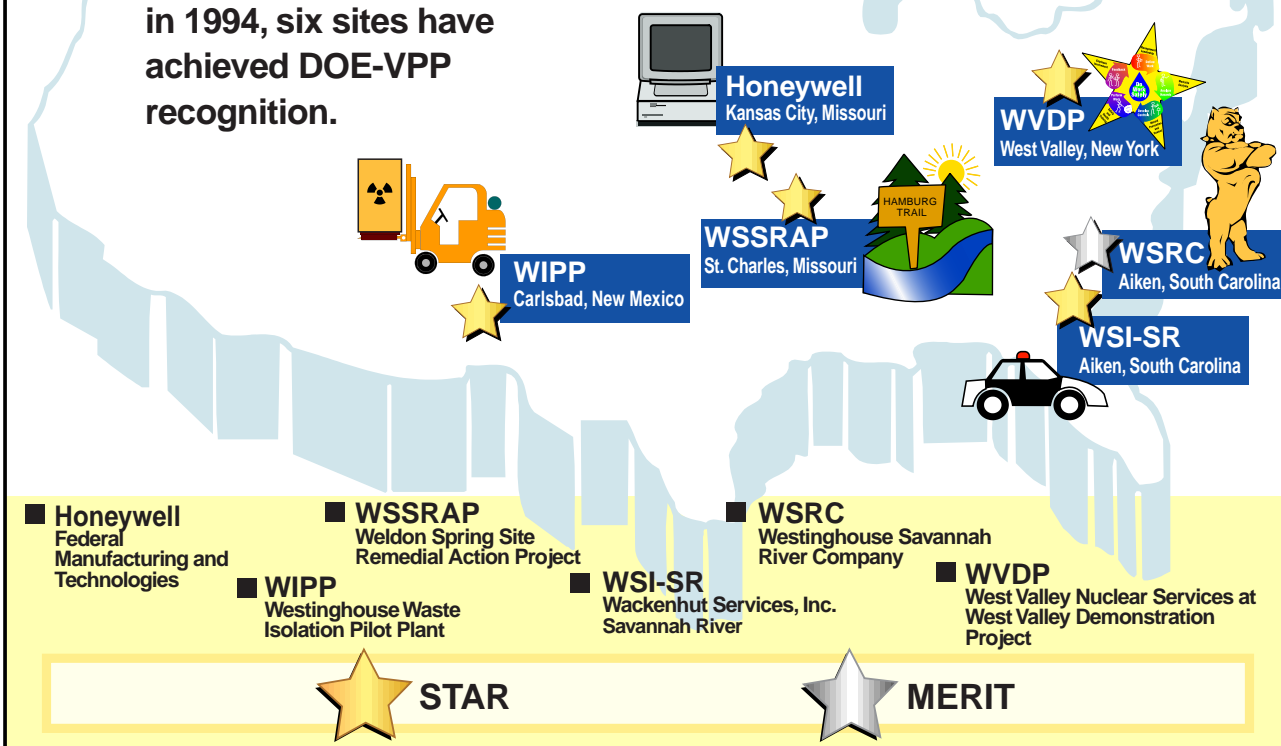 in 1994, six sites have
achieved DOE-VPP
recognition.
Honeywell
Kansas City, Missouri
WVDP
West Valley, New York
HAMBURG
TRAIL
WSSRAP
St. Charles, Missouri
WSRC
Aiken, South Carolina
WIPP
Carlsbad, New Mexico
WSI-SR
Aiken, South Carolina
Honeywell
Federal
Manufacturing and
Technologies
WIPP
Westinghouse Waste
Isolation Pilot Plant
WSSRAP
Weldon Spring Site
Remedial Action Project
WSI-SR
Wackenhut Services, Inc.
Savannah River
WSRC
Westinghouse Savannah
River Company
WVDP
West Valley Nuclear Services at
West Valley Demonstration
Project
STAR
MERIT